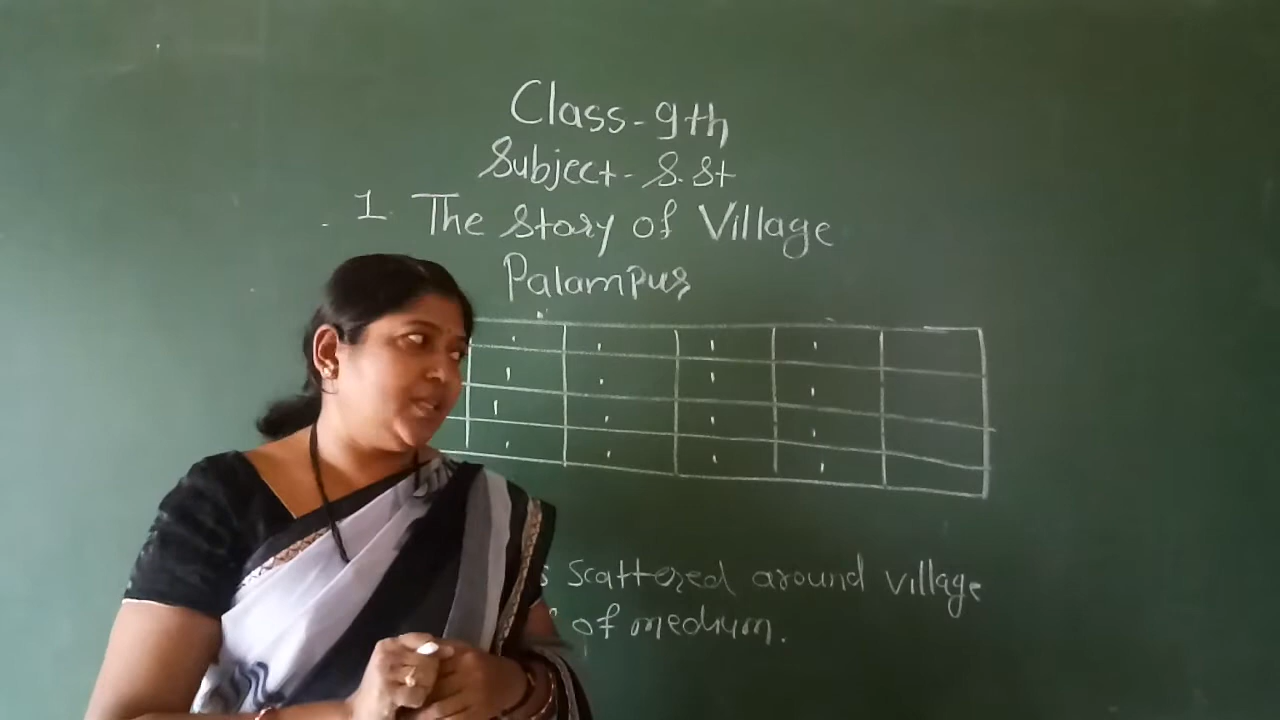 Class-9th
Subject- S.St
1. The Story of Village
Palampur
scattered around village
of medium.